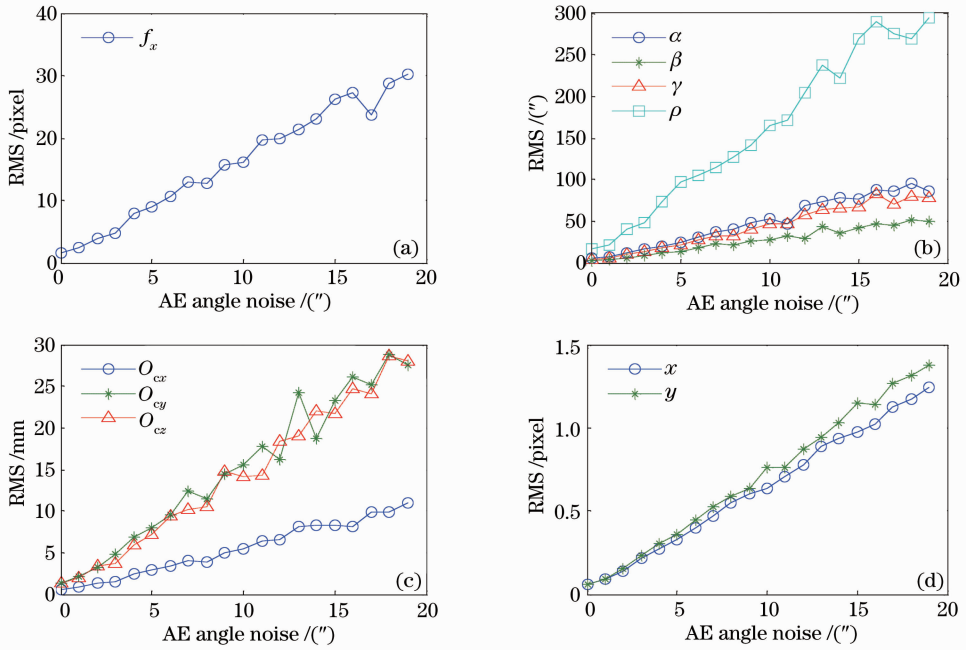 40
30
20
10
0
RMS /pixel
f_x
(a)
0 5 10 15 20
AE angle noise /(″)
300
250
200
150
100
50
0
RMS /(″)
α
β
γ
ρ
(b)
0 5 10 15 20
AE angle noise /(″)
30
25
20
15
10
5
0
RMS /mm
O_cx
O_cy
O_cz
(c)
0 5 10 15 20
AE angle noise /(″)
1.5
1.0
0.5
0
RMS /pixel
x
y
(d)
0 5 10 15 20
AE angle noise /(″)